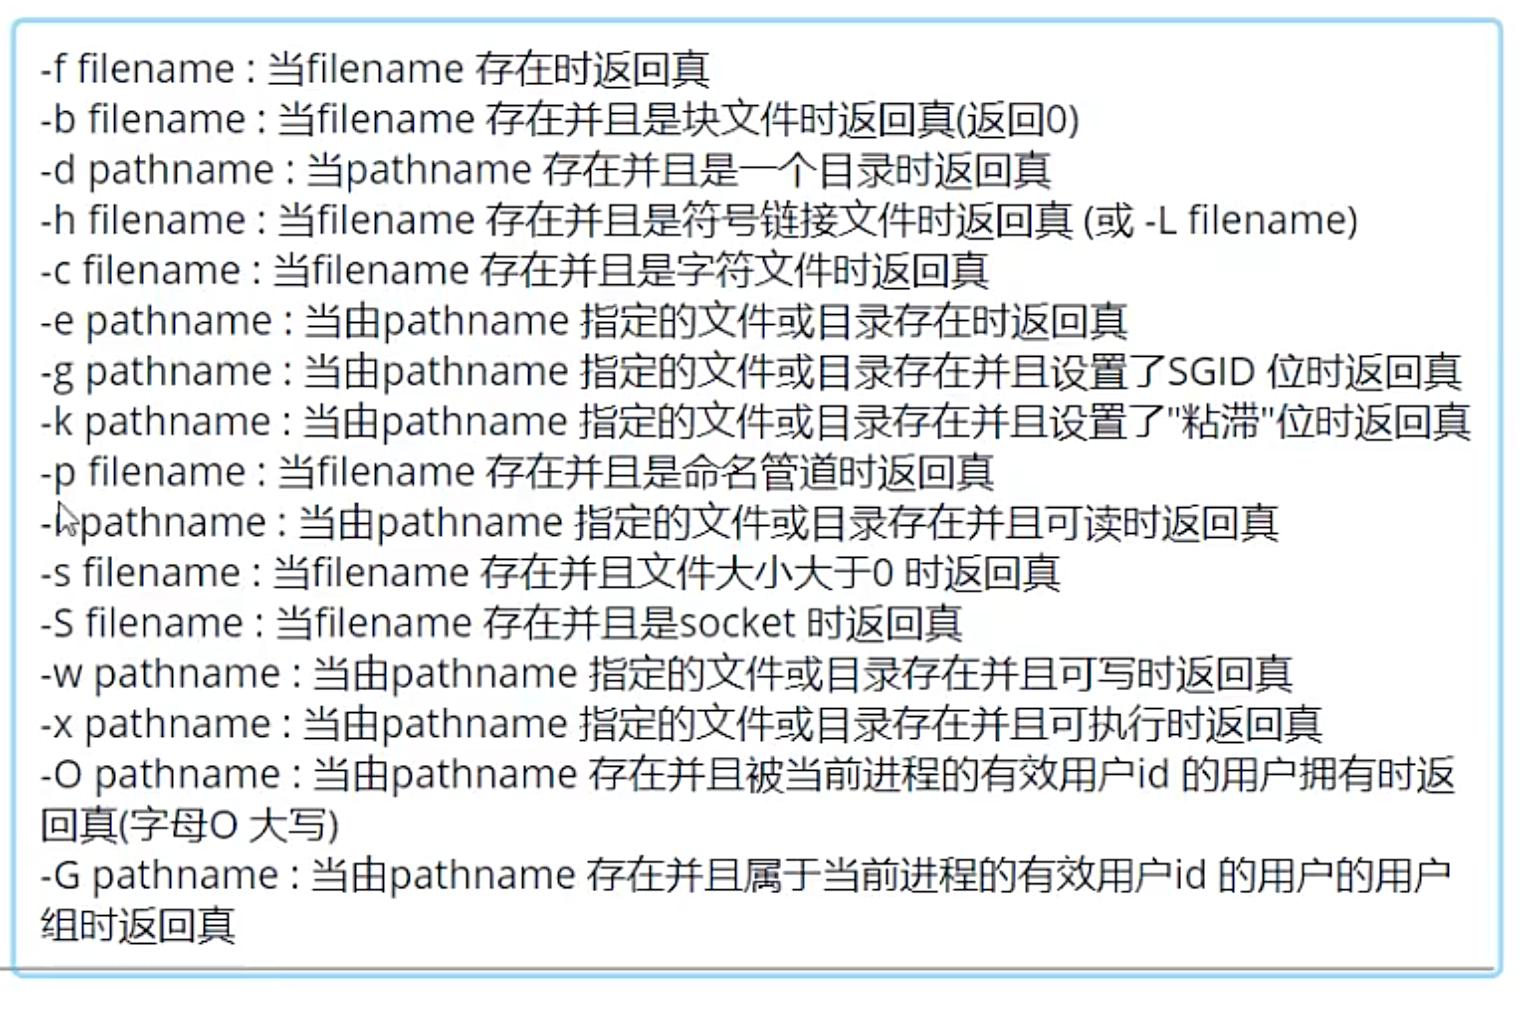 -f filename : 当filename 存在时返回真
-b filename : 当filename 存在并且是块文件时返回真(返回0)
-d pathname : 当pathname 存在并且是一个目录时返回真
-h filename : 当filename 存在并且是符号链接文件时返回真 (或 -L filename)
-c filename : 当filename 存在并且是字符文件时返回真
-e pathname : 当由pathname 指定的文件或目录存在时返回真
-g pathname : 当由pathname 指定的文件或目录存在并且设置了SGID 位时返回真
-k pathname : 当由pathname 指定的文件或目录存在并且设置了"粘滞"位时返回真
-p filename : 当filename 存在并且是命名管道时返回真
pathname : 当由pathname 指定的文件或目录存在并且可读时返回真
-s filename : 当filename 存在并且文件大小大于0 时返回真
-S filename : 当filename 存在并且是socket 时返回真
-w pathname : 当由pathname 指定的文件或目录存在并且可写时返回真
-x pathname : 当由pathname 指定的文件或目录存在并且可执行时返回真
-O pathname : 当由pathname 存在并且被当前进程的有效用户id 的用户拥有时返
回真(字母O 大写)
-G pathname : 当由pathname 存在并且属于当前进程的有效用户id 的用户的用户
组时返回真